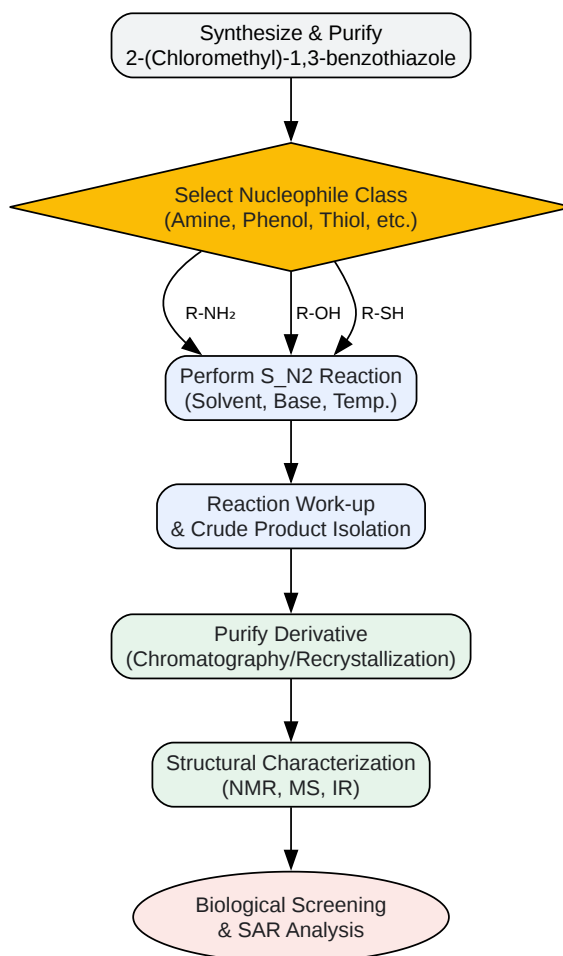 Synthesize & Purify
2-(Chloromethyl)-1,3-benzothiazole
Select Nucleophile Class
(Amine, Phenol, Thiol, etc.)
R-NH₂
R-OH
R-SH
Perform S_N2 Reaction
(Solvent, Base, Temp.)
Reaction Work-up
& Crude Product Isolation
Purify Derivative
(Chromatography/Recrystallization)
Structural Characterization
(NMR, MS, IR)
Biological Screening
& SAR Analysis